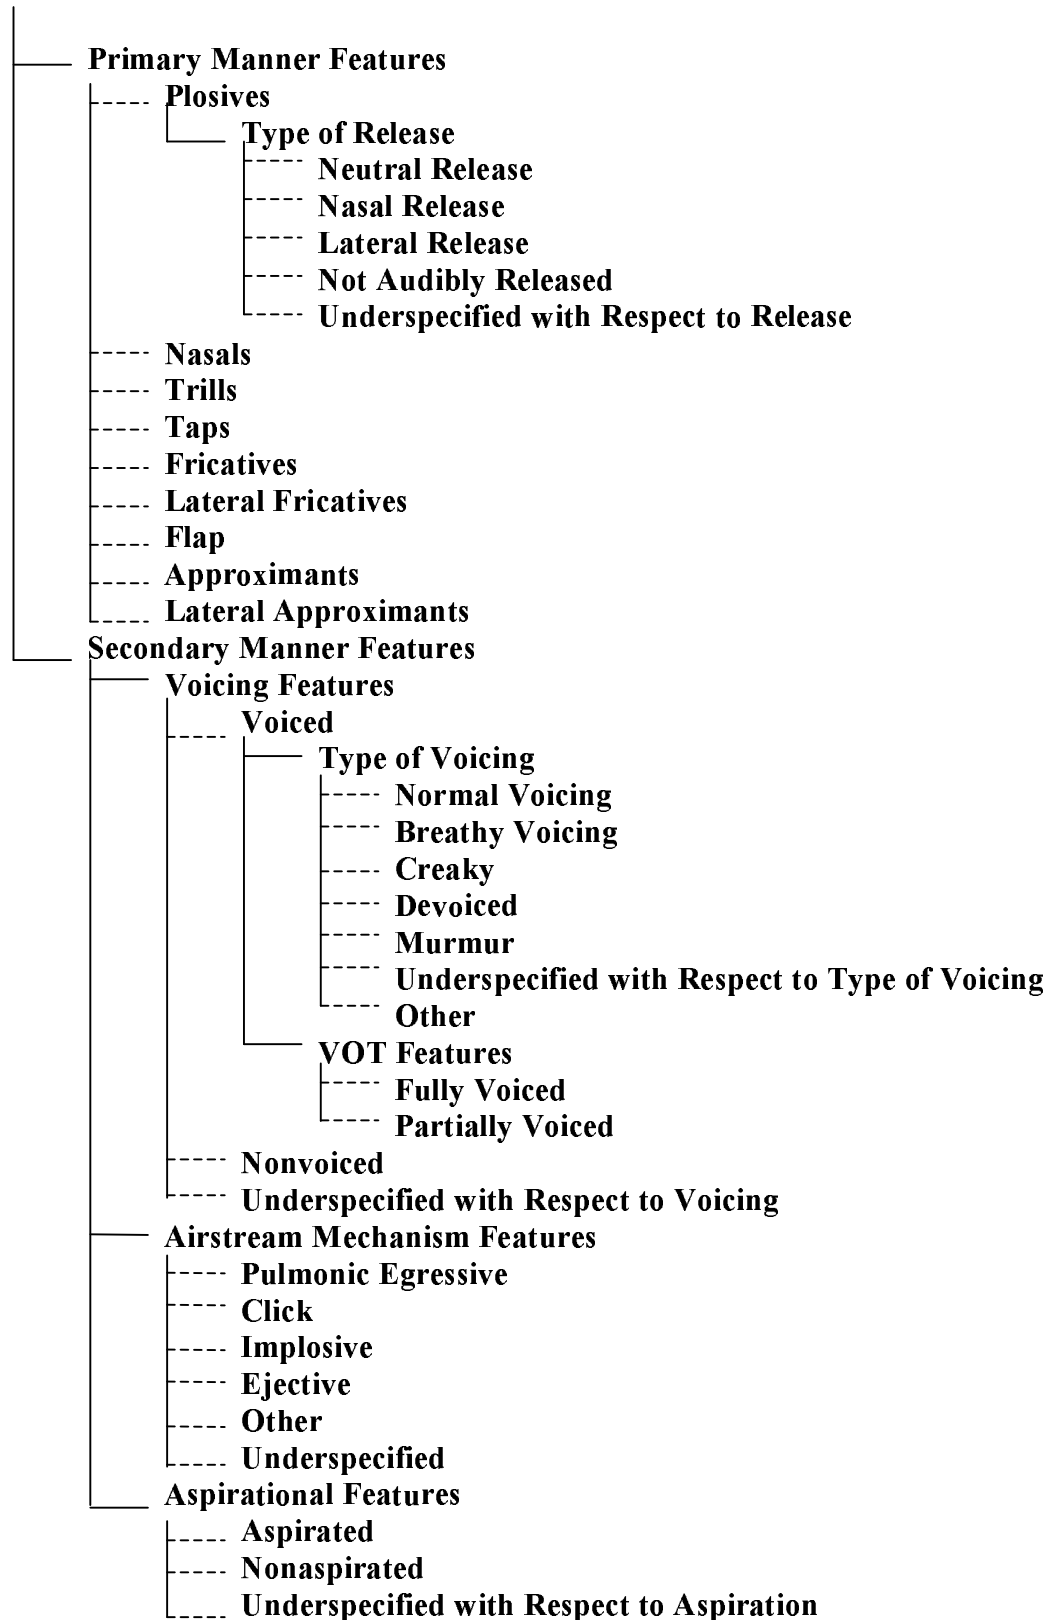 Primary Manner Features
Plosives
Type of Release
Neutral Release
Nasal Release
Lateral Release
Not Audibly Released
Underspecified with Respect to Release
Nasals
Trills
Taps
Fricatives
Lateral Fricatives
Flap
Approximants
Lateral Approximants
Secondary Manner Features
Voicing Features
Voiced
Type of Voicing
Normal Voicing
Breathy Voicing
Creaky
Devoiced
Murmur
Underspecified with Respect to Type of Voicing
Other
VOT Features
Fully Voiced
Partially Voiced
Nonvoiced
Underspecified with Respect to Voicing
Airstream Mechanism Features
Pulmonic Egressive
Click
Implosive
Ejective
Other
Underspecified
Aspirational Features
Aspirated
Nonaspirated
Underspecified with Respect to Aspiration